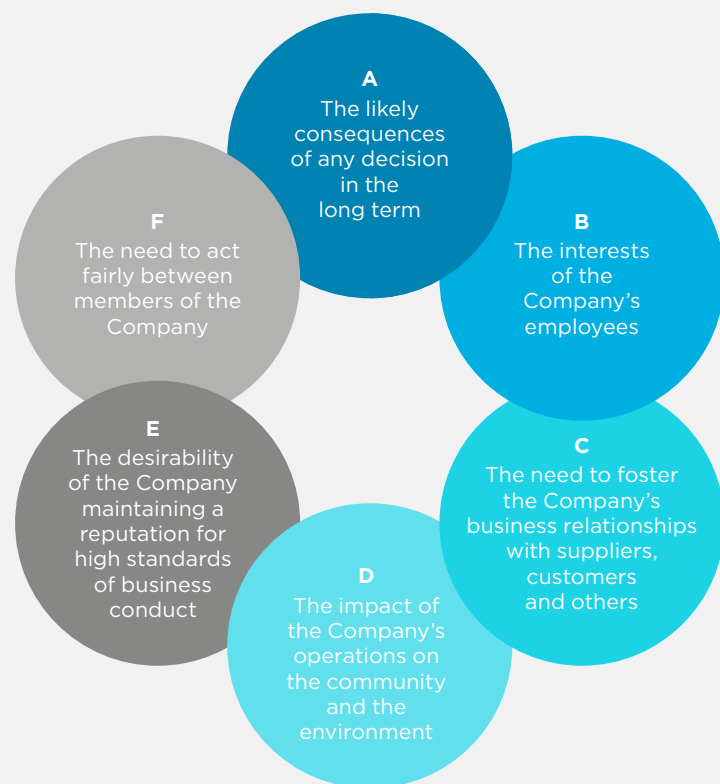 A
The likely
consequences
of any decision
in the
long term
B
The interests
of the
Company’s
employees
C
The need to foster
the Company’s
business relationships
with suppliers,
customers
and others
D
The impact of
the Company’s
operations on
the community
and the
environment
E
The desirability
of the Company
maintaining a
reputation for
high standards
of business
conduct
F
The need to act
fairly between
members of the
Company